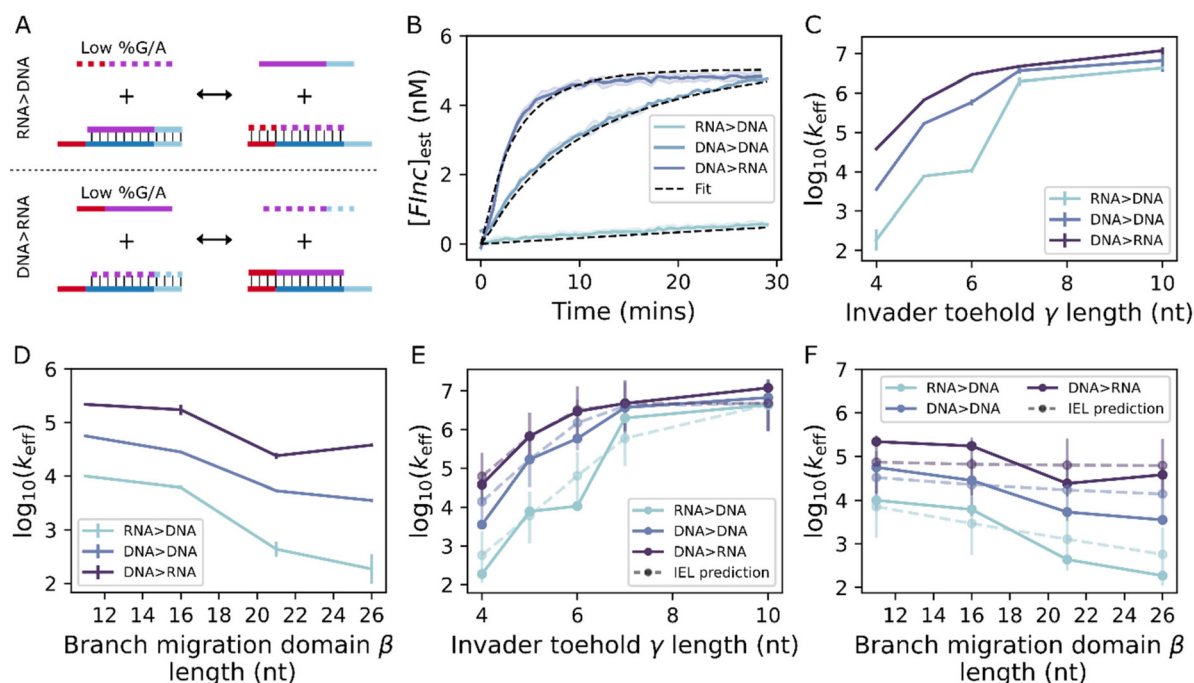 A
Low %G/A
RNA>DNA
+
+
Low %G/A
DNA>RNA
+
+
B
[FInc]est (nM)
6
4
2
0
RNA>DNA
DNA>DNA
DNA>RNA
Fit
0
10
20
30
Time (mins)
C
log10(keff)
7
6
5
4
3
2
RNA>DNA
DNA>DNA
DNA>RNA
4
6
8
10
Invader toehold γ length (nt)
D
log10(keff)
6
5
4
3
2
RNA>DNA
DNA>DNA
DNA>RNA
12 14 16 18 20 22 24 26
Branch migration domain β
length (nt)
E
log10(keff)
7
6
5
4
3
2
RNA>DNA
DNA>DNA
DNA>RNA
IEL prediction
4
6
8
10
Invader toehold γ length (nt)
F
log10(keff)
7
6
5
4
3
2
RNA>DNA
DNA>DNA
DNA>RNA
IEL prediction
12 14 16 18 20 22 24 26
Branch migration domain β
length (nt)